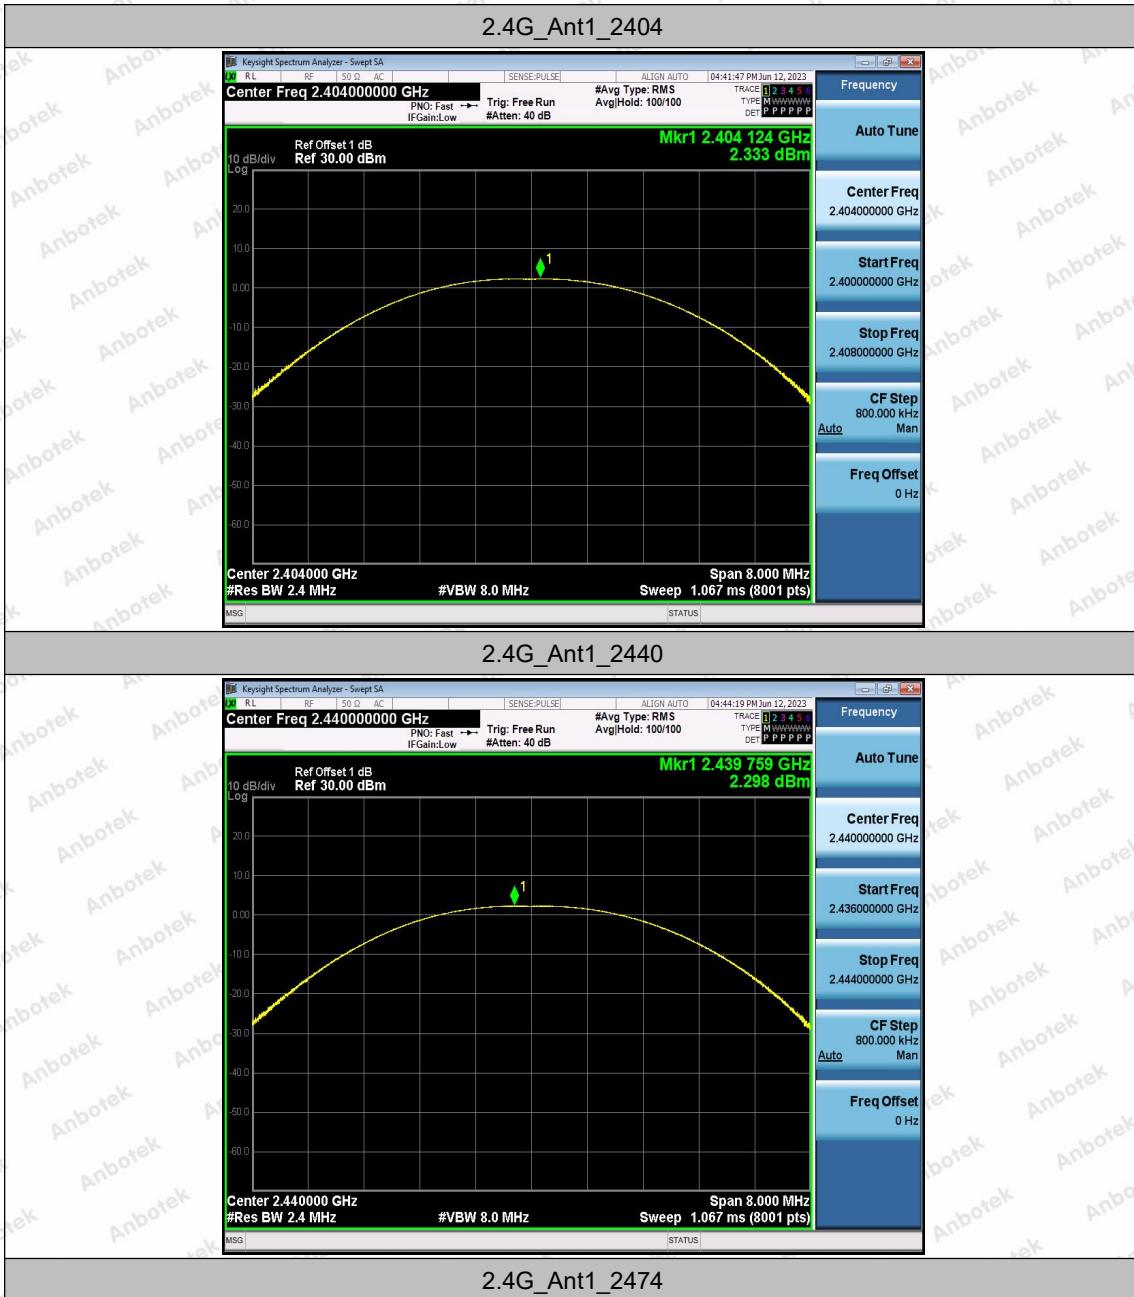 2.4G_Ant1_2404
Keysight Spectrum Analyzer - Swept SA
LXI RL RF 50 Ω AC SENSE:PULSE ALIGN AUTO 04:41:47 PM Jun 12, 2023
Center Freq 2.404000000 GHz
PNO: Fast
IFGain:Low
Trig: Free Run
#Atten: 40 dB
#Avg Type: RMS
Avg|Hold: 100/100
TRACE 1 2 3 4 5 6
TYPE M WWWWW
DET P P P P P P
Ref Offset 1 dB
10 dB/div Ref 30.00 dBm
Log
Mkr1 2.404 124 GHz
2.333 dBm
20.0
10.0
1
0.00
-10.0
-20.0
-30.0
-40.0
-50.0
-60.0
Center 2.404000 GHz Span 8.000 MHz
#Res BW 2.4 MHz #VBW 8.0 MHz Sweep 1.067 ms (8001 pts)
MSG STATUS
Frequency
Auto Tune
Center Freq
2.404000000 GHz
Start Freq
2.400000000 GHz
Stop Freq
2.408000000 GHz
CF Step
800.000 kHz
Auto Man
Freq Offset
0 Hz
2.4G_Ant1_2440
Keysight Spectrum Analyzer - Swept SA
LXI RL RF 50 Ω AC SENSE:PULSE ALIGN AUTO 04:44:19 PM Jun 12, 2023
Center Freq 2.440000000 GHz
PNO: Fast
IFGain:Low
Trig: Free Run
#Atten: 40 dB
#Avg Type: RMS
Avg|Hold: 100/100
TRACE 1 2 3 4 5 6
TYPE M WWWWW
DET P P P P P P
Ref Offset 1 dB
10 dB/div Ref 30.00 dBm
Log
Mkr1 2.439 759 GHz
2.298 dBm
20.0
10.0
1
0.00
-10.0
-20.0
-30.0
-40.0
-50.0
-60.0
Center 2.440000 GHz Span 8.000 MHz
#Res BW 2.4 MHz #VBW 8.0 MHz Sweep 1.067 ms (8001 pts)
MSG STATUS
Frequency
Auto Tune
Center Freq
2.440000000 GHz
Start Freq
2.436000000 GHz
Stop Freq
2.444000000 GHz
CF Step
800.000 kHz
Auto Man
Freq Offset
0 Hz
2.4G_Ant1_2474
Anbotek